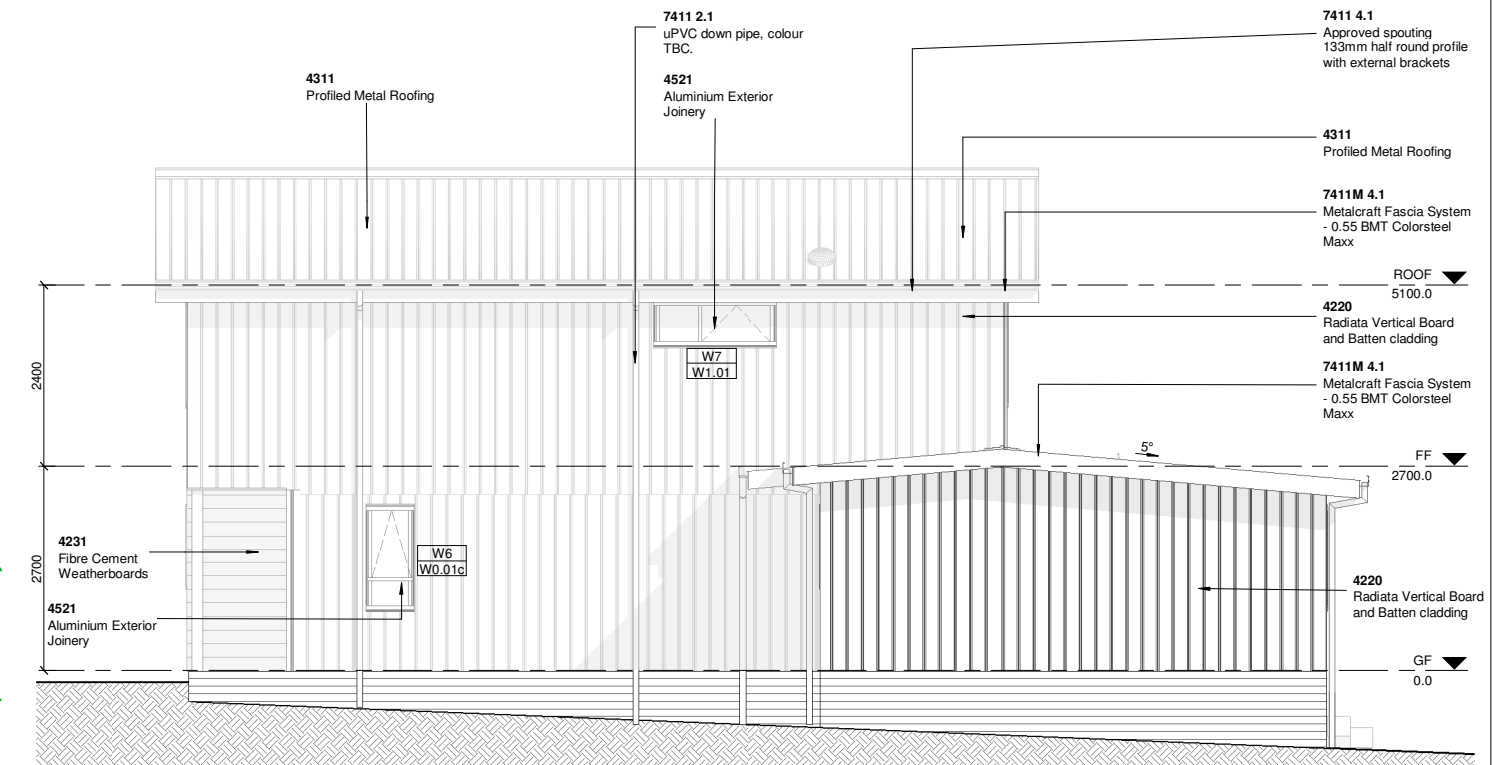 7411 2.1
uPVC down pipe, colour
TBC.
7411 4.1
Approved spouting
133mm half round profile
with external brackets
4311
Profiled Metal Roofing
4521
Aluminium Exterior
Joinery
4311
Profiled Metal Roofing
7411M 4.1
Metalcraft Fascia System
- 0.55 BMT Colorsteel
Maxx
ROOF
5100.0
4220
Radiata Vertical Board
and Batten cladding
W7
W1.01
2400
7411M 4.1
Metalcraft Fascia System
- 0.55 BMT Colorsteel
Maxx
5°
FF
2700.0
4231
Fibre Cement
Weatherboards
W6
W0.01c
2700
4521
Aluminium Exterior
Joinery
4220
Radiata Vertical Board
and Batten cladding
GF
0.0